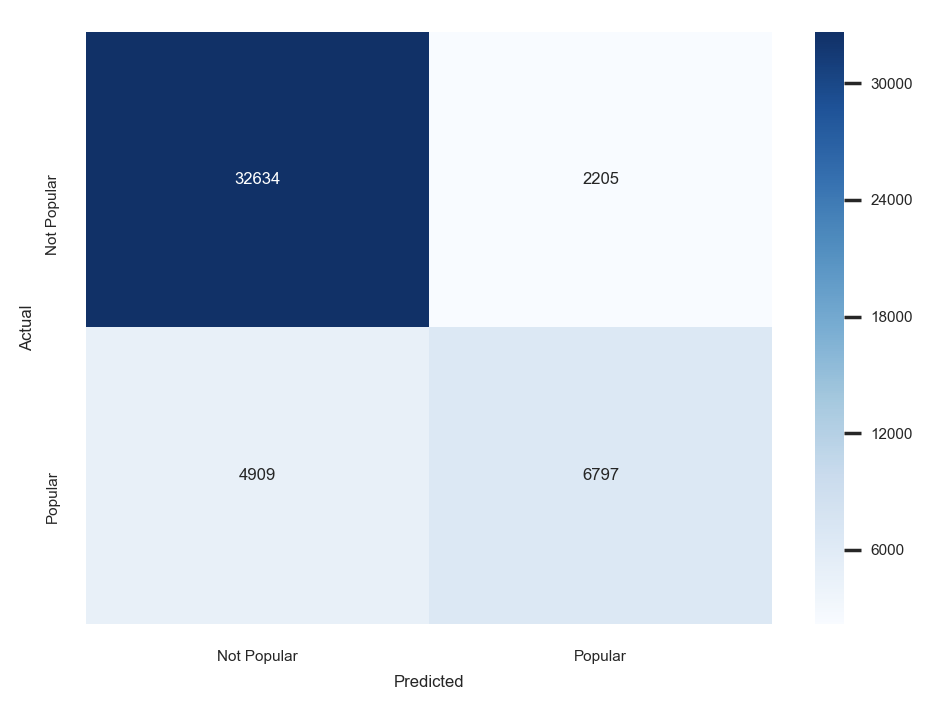 30000
32634
2205
Not Popular
24000
Actual
18000
12000
4909
6797
Popular
6000
Not Popular
Popular
Predicted